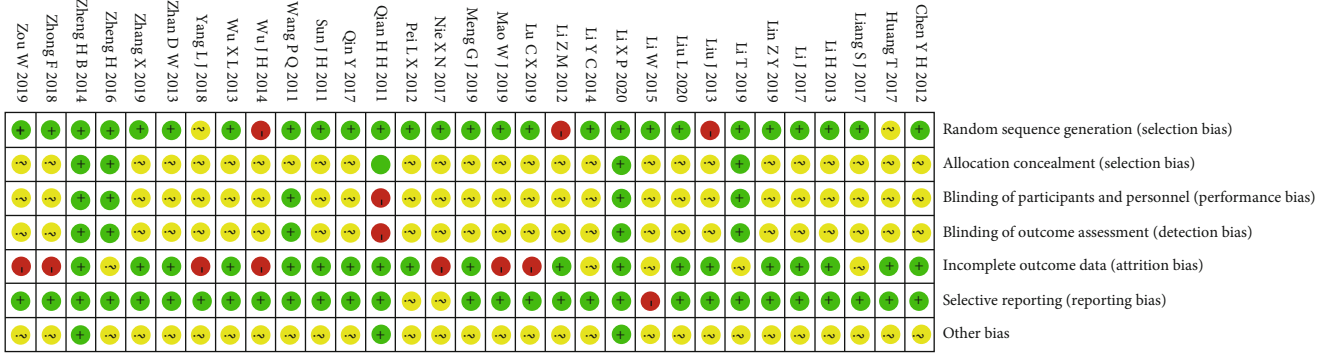 Zou W 2019
Zhong F 2018
Zheng H B 2014
Zheng H 2016
Zhang X 2019
Zhan D W 2013
Yang L J 2018
Wu X L 2013
Wu J H 2014
Wang P Q 2011
Sun J H 2011
Qin Y 2017
Qian H H 2011
Pei L X 2012
Nie X N 2017
Meng G J 2019
Mao W J 2019
Lu C X 2019
Li Z M 2012
Li Y C 2014
Li X P 2020
Li W 2015
Liu L 2020
Liu J 2013
Li T 2019
Lin Z Y 2019
Li J 2017
Li H 2013
Liang S J 2017
Huang T 2017
Chen Y H 2012
Random sequence generation (selection bias)
Allocation concealment (selection bias)
Blinding of participants and personnel (performance bias)
Blinding of outcome assessment (detection bias)
Incomplete outcome data (attrition bias)
Selective reporting (reporting bias)
Other bias